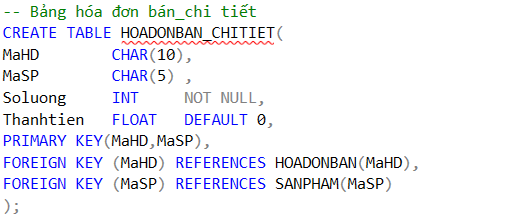 -- Bảng hóa đơn bán_chi tiết
CREATE TABLE HOADONBAN_CHITIET(
MaHD CHAR(10),
MaSP CHAR(5) ,
Soluong INT NOT NULL,
Thanhtien FLOAT DEFAULT 0,
PRIMARY KEY(MaHD,MaSP),
FOREIGN KEY (MaHD) REFERENCES HOADONBAN(MaHD),
FOREIGN KEY (MaSP) REFERENCES SANPHAM(MaSP)
);